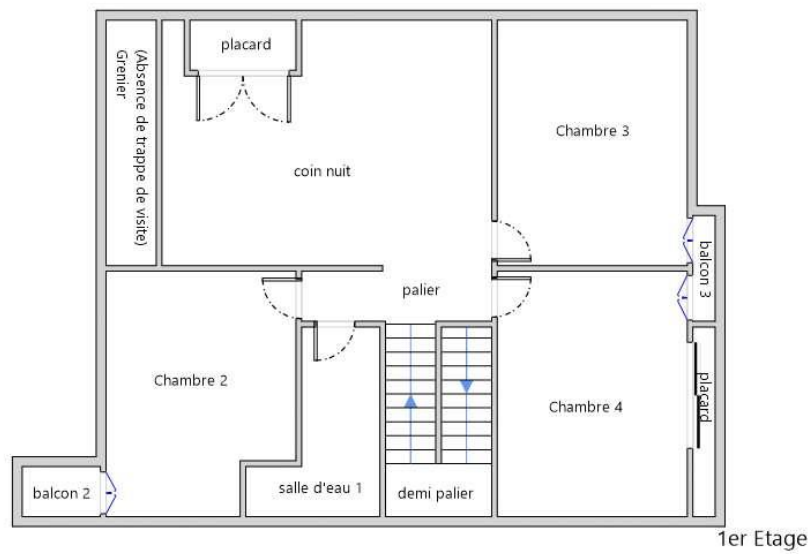 placard
(Absence de trappe de visite)
Grenier
Chambre 3
coin nuit
balcon 3
palier
Chambre 2
placard
Chambre 4
balcon 2
salle d'eau 1
demi palier
1er Etage